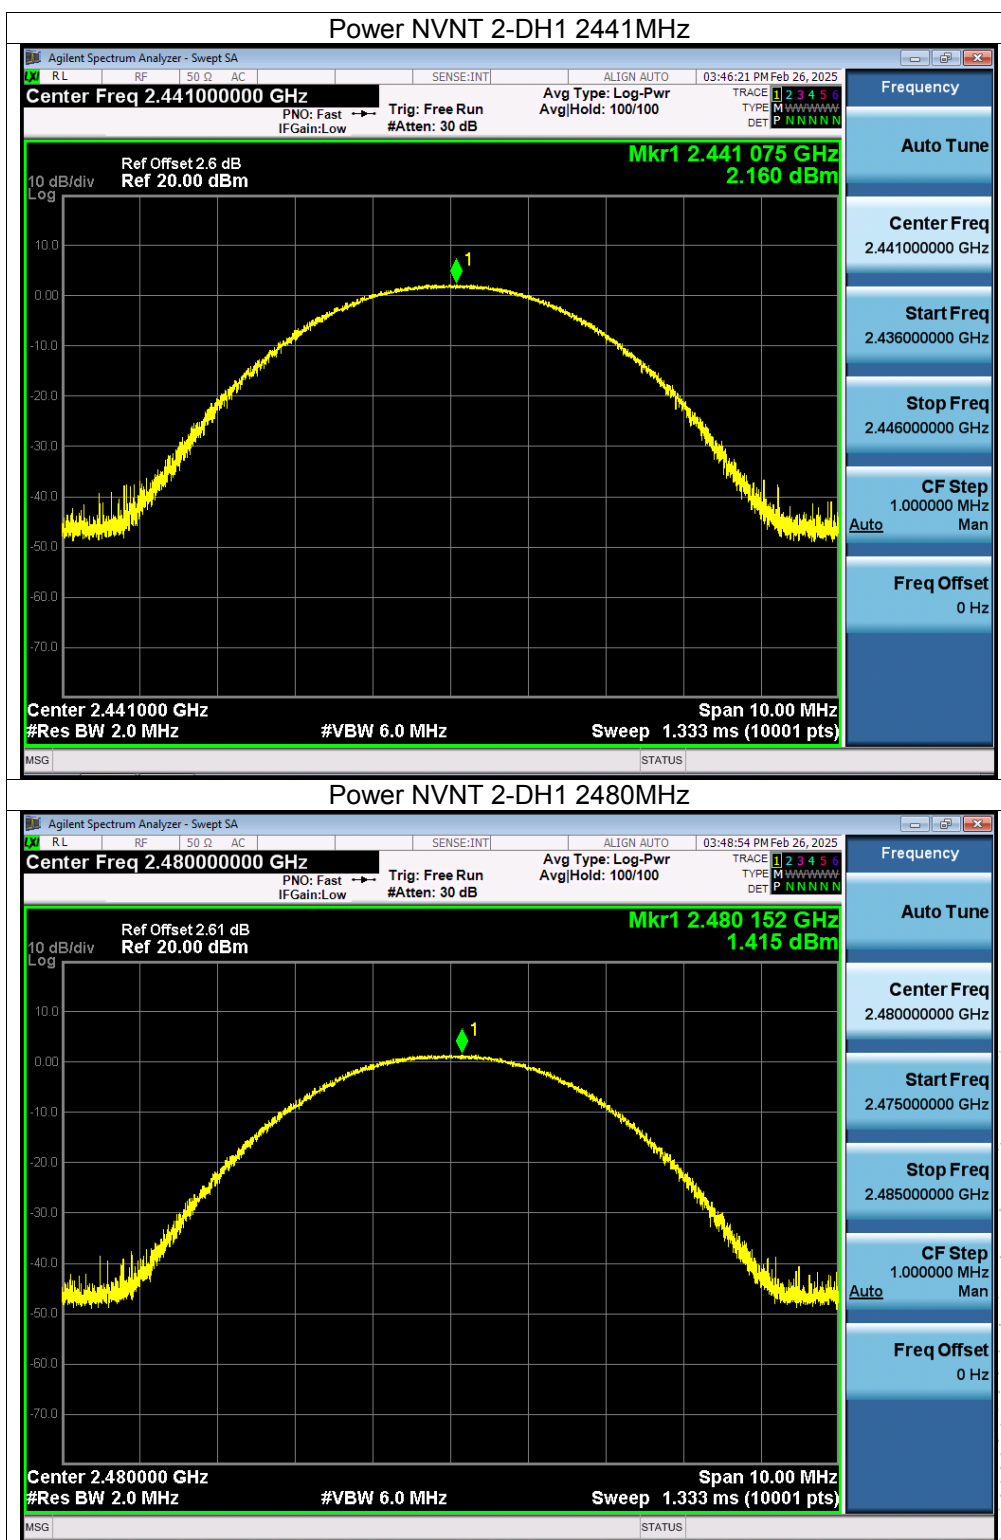 Power NVNT 2-DH1 2441MHz
Agilent Spectrum Analyzer - Swept SA
LXI RL RF 50 Ω AC SENSE:INT ALIGN AUTO 03:46:21 PM Feb 26, 2025
Center Freq 2.441000000 GHz
PNO: Fast
IFGain:Low
Trig: Free Run
#Atten: 30 dB
Avg Type: Log-Pwr
Avg|Hold: 100/100
TRACE 1 2 3 4 5 6
TYPE M WWWWW
DET P N N N N N
Frequency
Auto Tune
Center Freq
2.441000000 GHz
Start Freq
2.436000000 GHz
Stop Freq
2.446000000 GHz
CF Step
1.000000 MHz
Auto Man
Freq Offset
0 Hz
Mkr1 2.441 075 GHz
2.160 dBm
Ref Offset 2.6 dB
10 dB/div Ref 20.00 dBm
Log
1
10.0
0.00
-10.0
-20.0
-30.0
-40.0
-50.0
-60.0
-70.0
Center 2.441000 GHz Span 10.00 MHz
#Res BW 2.0 MHz #VBW 6.0 MHz Sweep 1.333 ms (10001 pts)
MSG STATUS
Power NVNT 2-DH1 2480MHz
Agilent Spectrum Analyzer - Swept SA
LXI RL RF 50 Ω AC SENSE:INT ALIGN AUTO 03:48:54 PM Feb 26, 2025
Center Freq 2.480000000 GHz
PNO: Fast
IFGain:Low
Trig: Free Run
#Atten: 30 dB
Avg Type: Log-Pwr
Avg|Hold: 100/100
TRACE 1 2 3 4 5 6
TYPE M WWWWW
DET P N N N N N
Frequency
Auto Tune
Center Freq
2.480000000 GHz
Start Freq
2.475000000 GHz
Stop Freq
2.485000000 GHz
CF Step
1.000000 MHz
Auto Man
Freq Offset
0 Hz
Mkr1 2.480 152 GHz
1.415 dBm
Ref Offset 2.61 dB
10 dB/div Ref 20.00 dBm
Log
1
10.0
0.00
-10.0
-20.0
-30.0
-40.0
-50.0
-60.0
-70.0
Center 2.480000 GHz Span 10.00 MHz
#Res BW 2.0 MHz #VBW 6.0 MHz Sweep 1.333 ms (10001 pts)
MSG STATUS